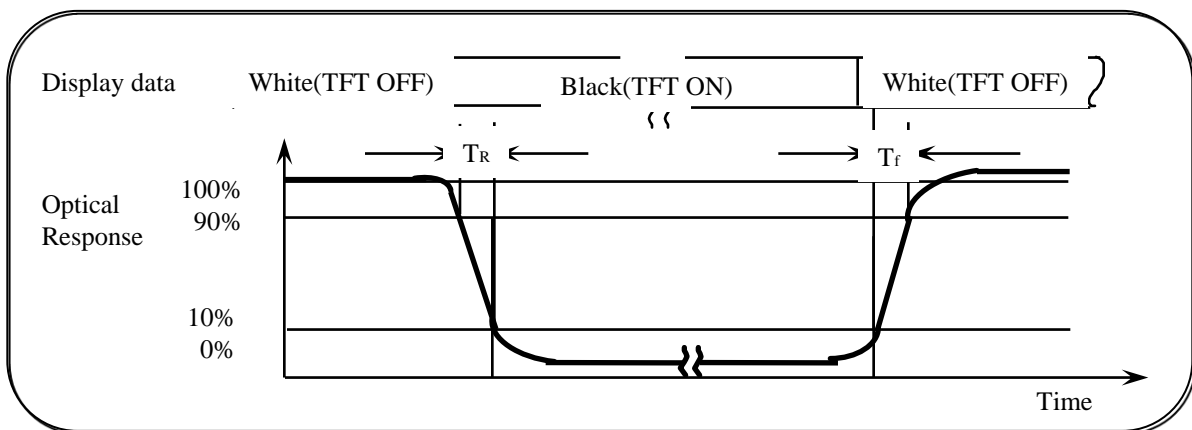 Display data White(TFT OFF) Black(TFT ON) White(TFT OFF)
TR Tf
Optical
Response
100%
90%
10%
0%
Time